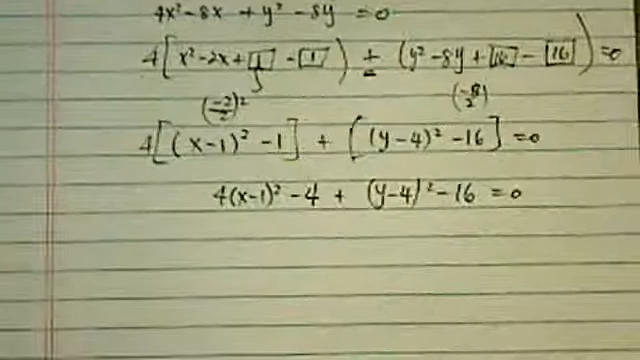 4x² - 8x + y² - 8y = 0
4[x² - 2x + 1 - 1) + (y² - 8y + 16 - 16) = 0
(-2/2)² (-8/2)
4[(x-1)² - 1] + [(y-4)² - 16] = 0
4(x-1)² - 4 + (y-4)² - 16 = 0